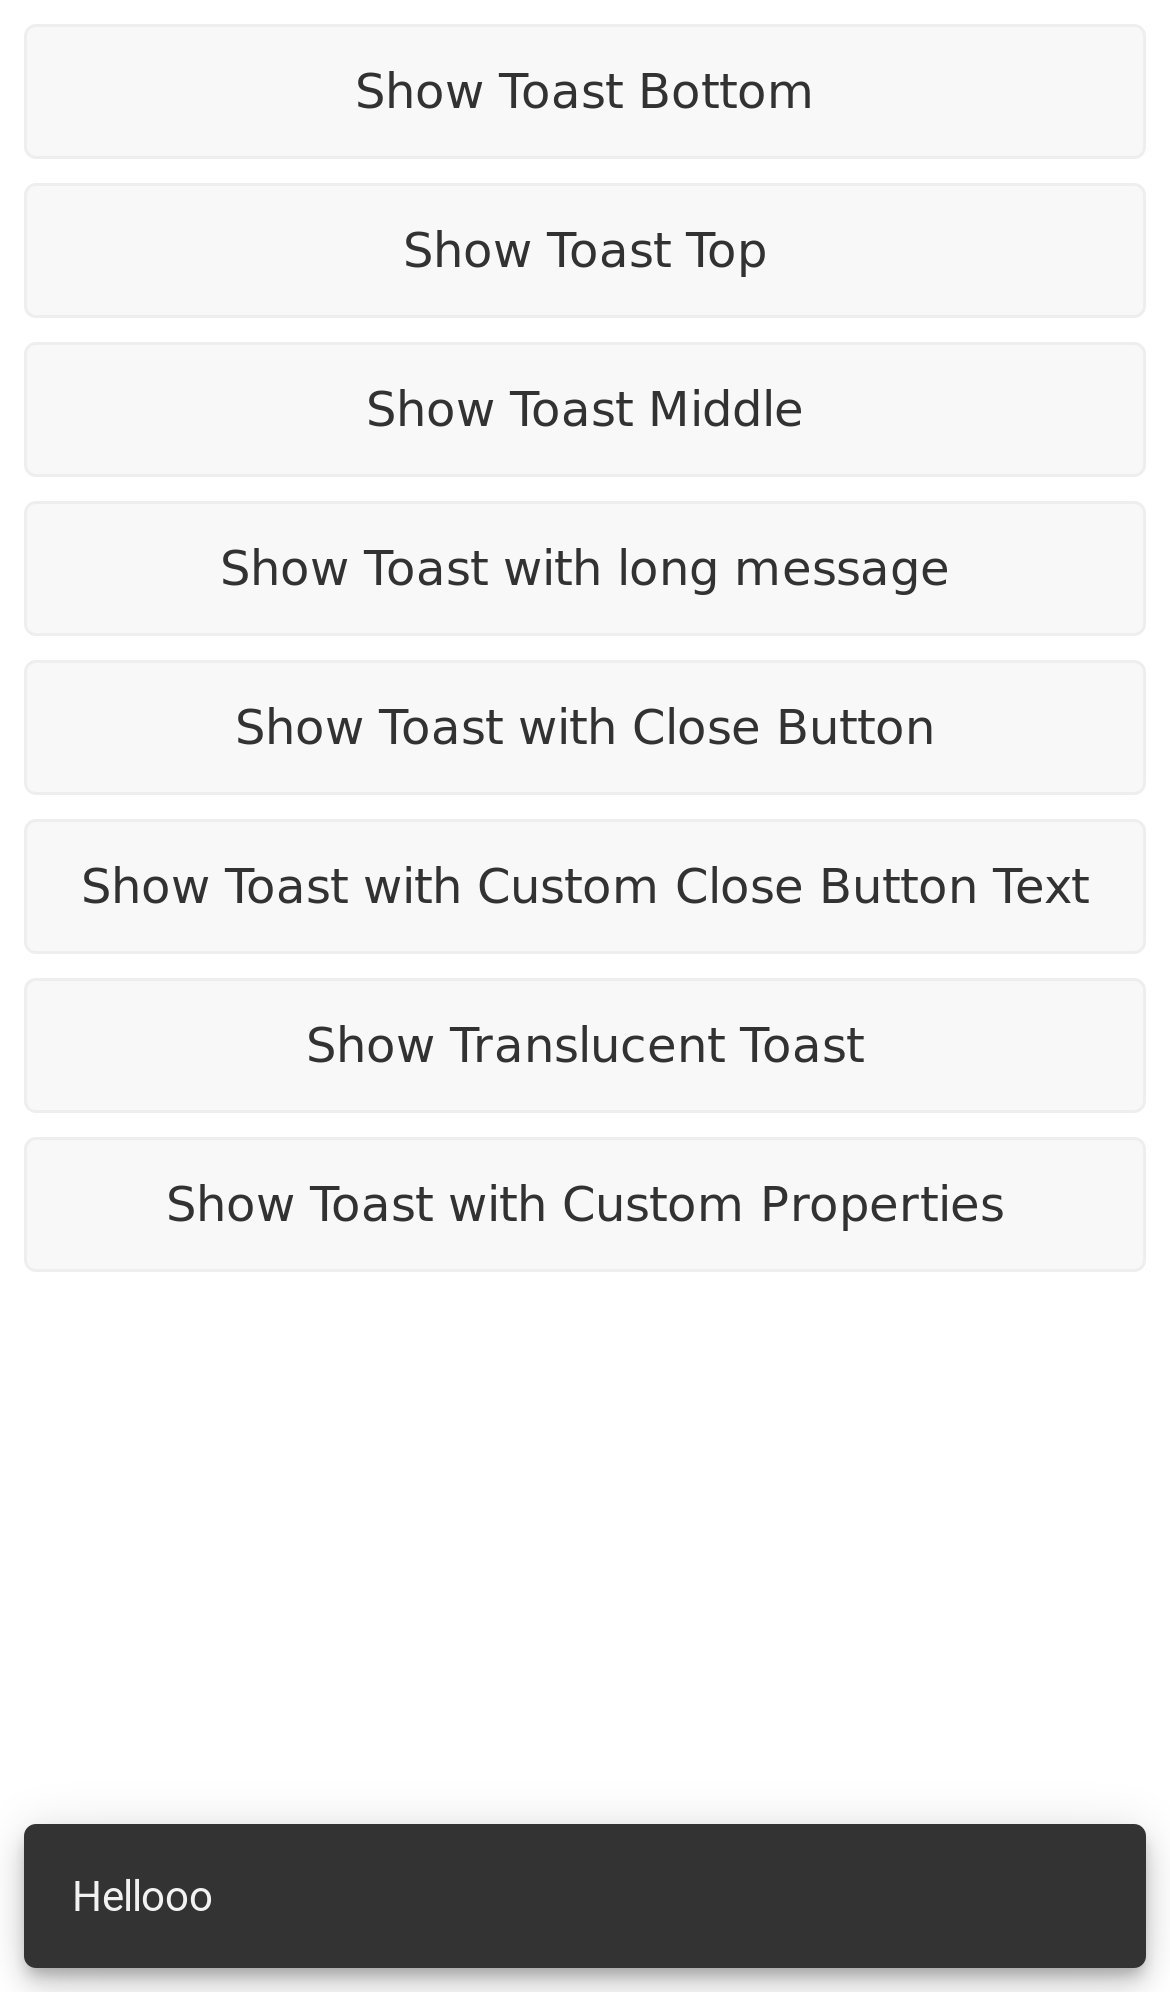 Show Toast Bottom
Show Toast Top
Show Toast Middle
Show Toast with long message
Show Toast with Close Button
Show Toast with Custom Close Button Text
Show Translucent Toast
Show Toast with Custom Properties
Hellooo